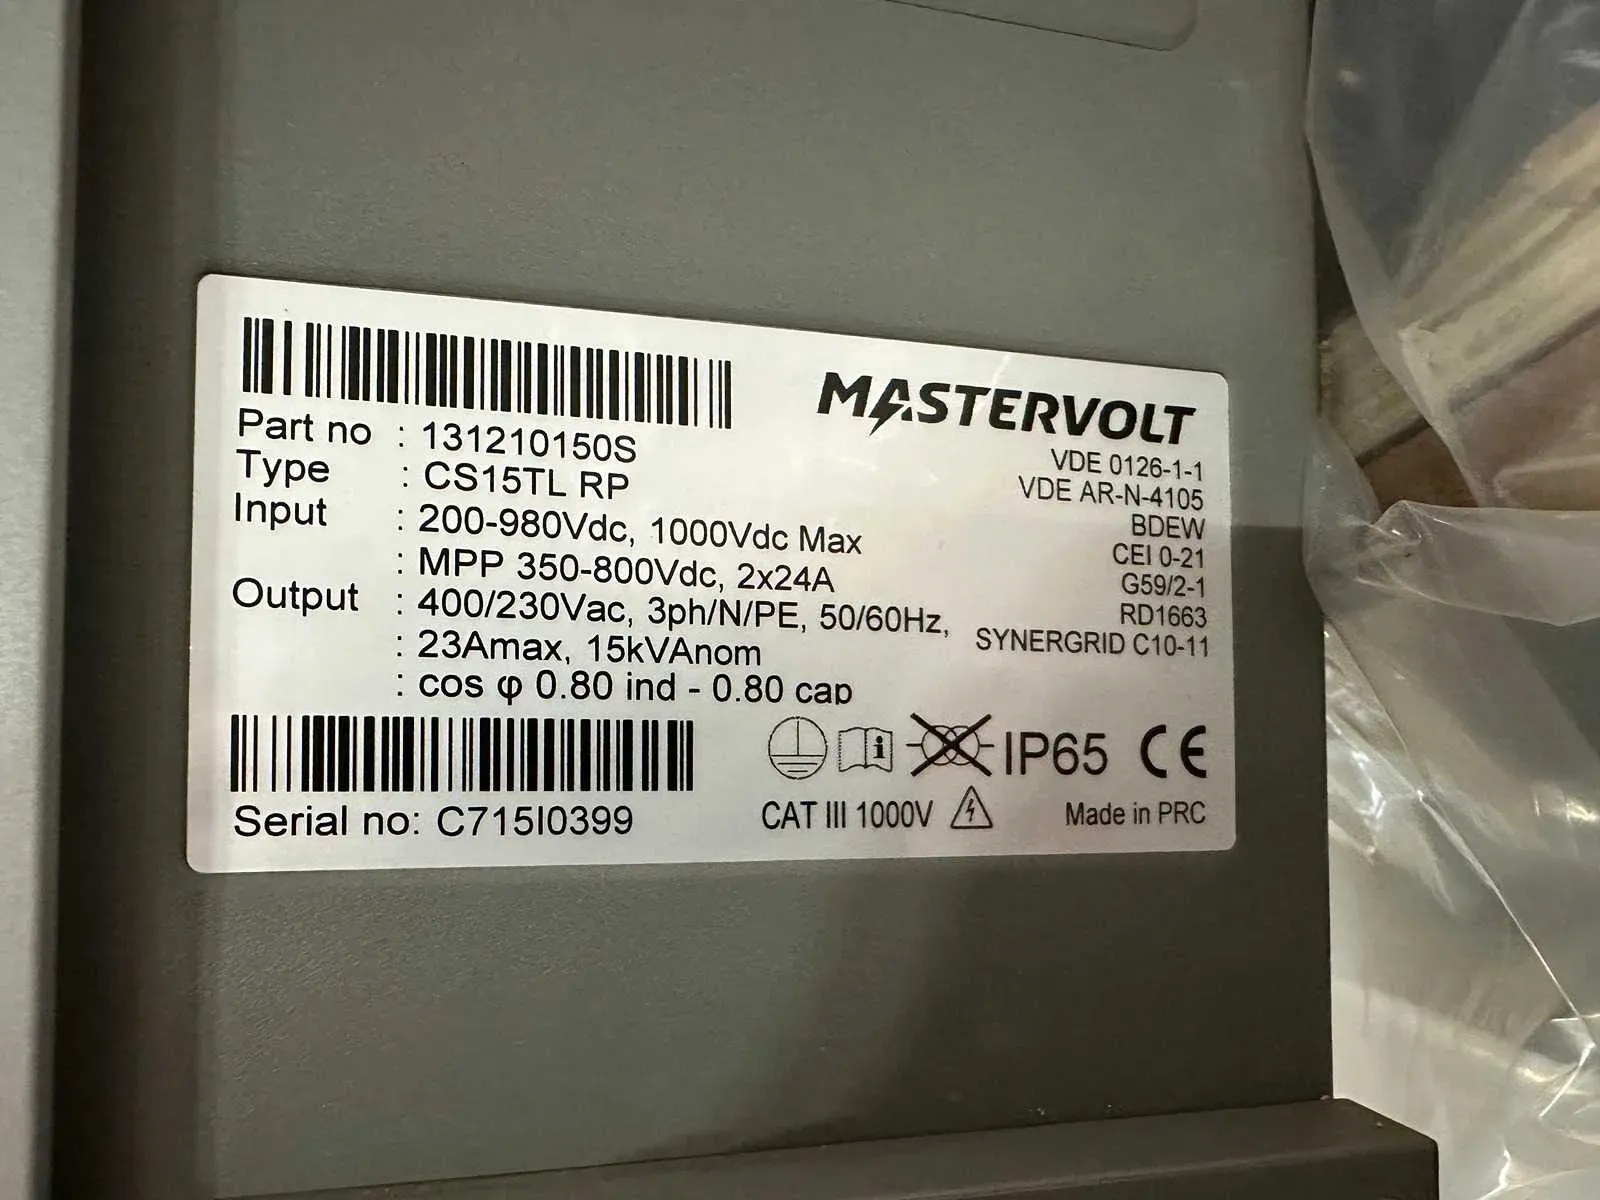 MASTERVOLT
Part no : 131210150S
Type : CS15TL RP
Input : 200-980Vdc, 1000Vdc Max
: MPP 350-800Vdc, 2x24A
Output : 400/230Vac, 3ph/N/PE, 50/60Hz,
: 23Amax, 15kVAnom
: cos φ 0.80 ind - 0.80 cap
VDE 0126-1-1
VDE AR-N-4105
BDEW
CEI 0-21
G59/2-1
RD1663
SYNERGRID C10-11
i IP65 CE
Serial no: C715I0399
CAT III 1000V
Made in PRC